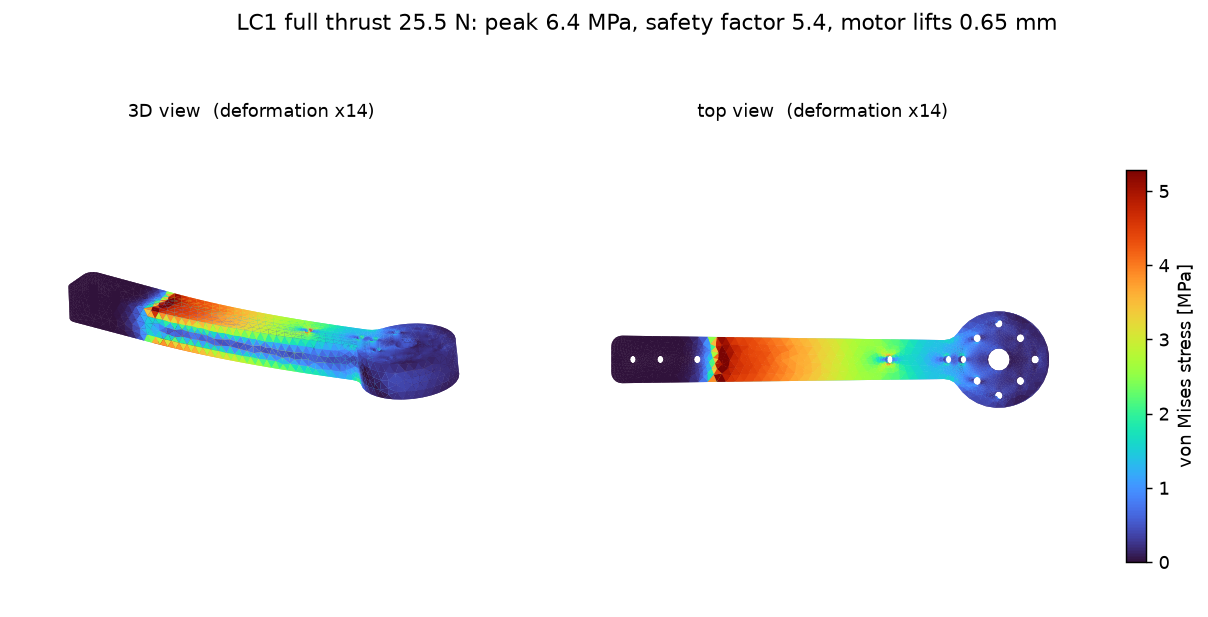 LC1 full thrust 25.5 N: peak 6.4 MPa, safety factor 5.4, motor lifts 0.65 mm
3D view (deformation x14)
top view (deformation x14)
5
4
3
2
1
0
von Mises stress [MPa]